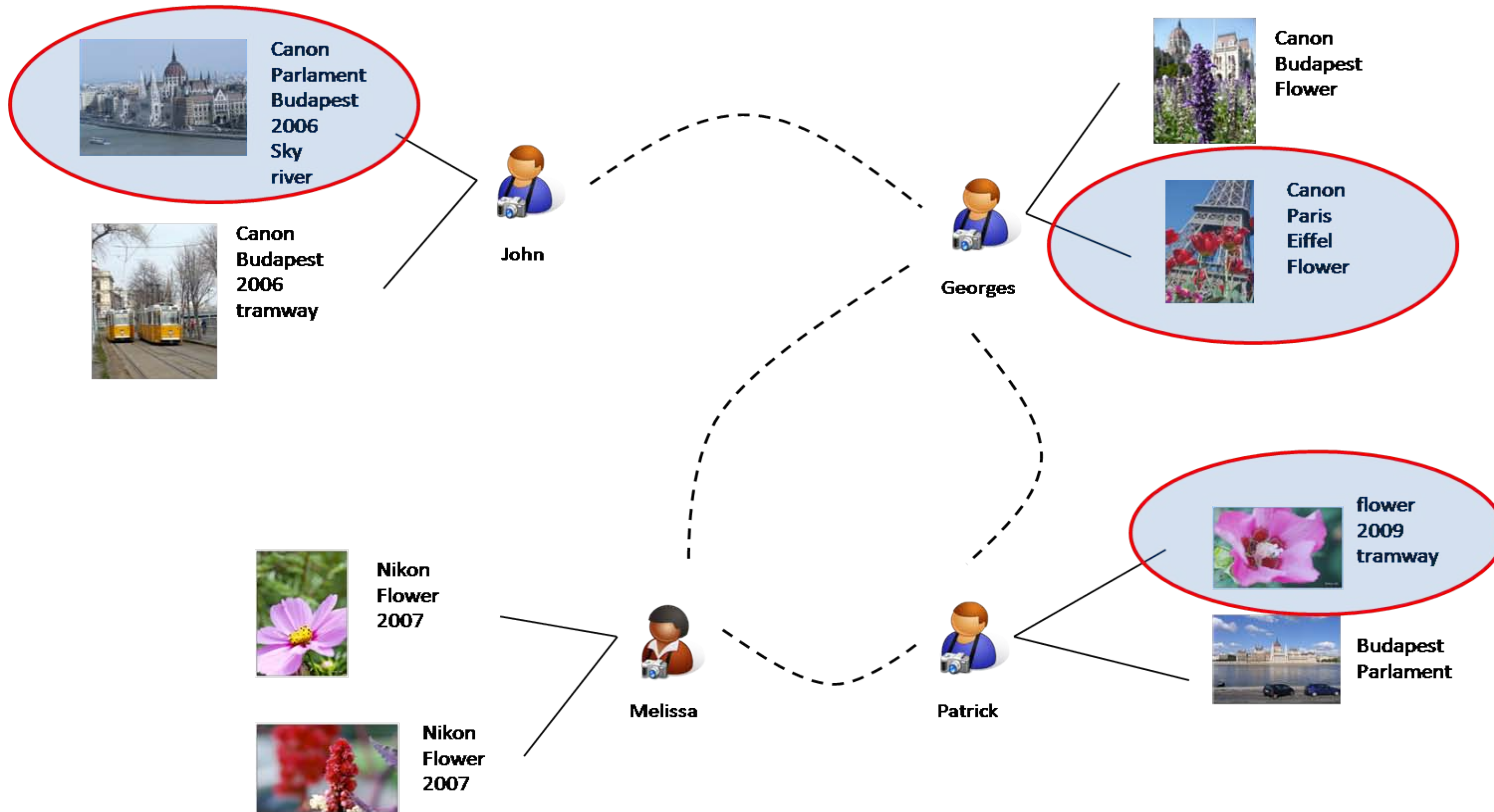 Canon
Parlament
Budapest
2006
Sky
river
Canon
Budapest
2006
tramway
John
Canon
Budapest
Flower
Canon
Paris
Eiffel
Flower
Georges
Nikon
Flower
2007
Nikon
Flower
2007
Melissa
Patrick
flower
2009
tramway
Budapest
Parlament